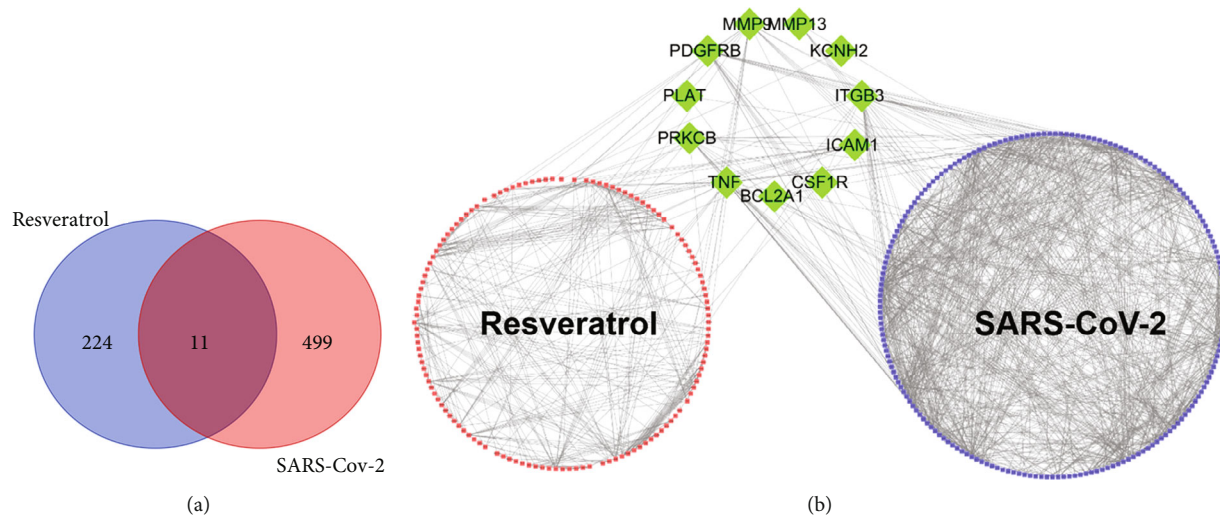 Resveratrol
224
11
499
SARS-Cov-2
(a)
MMP9
MMP13
PDGFRB
KCNH2
PLAT
ITGB3
PRKCB
ICAM1
TNF
CSF1R
BCL2A1
Resveratrol
SARS-CoV-2
(b)